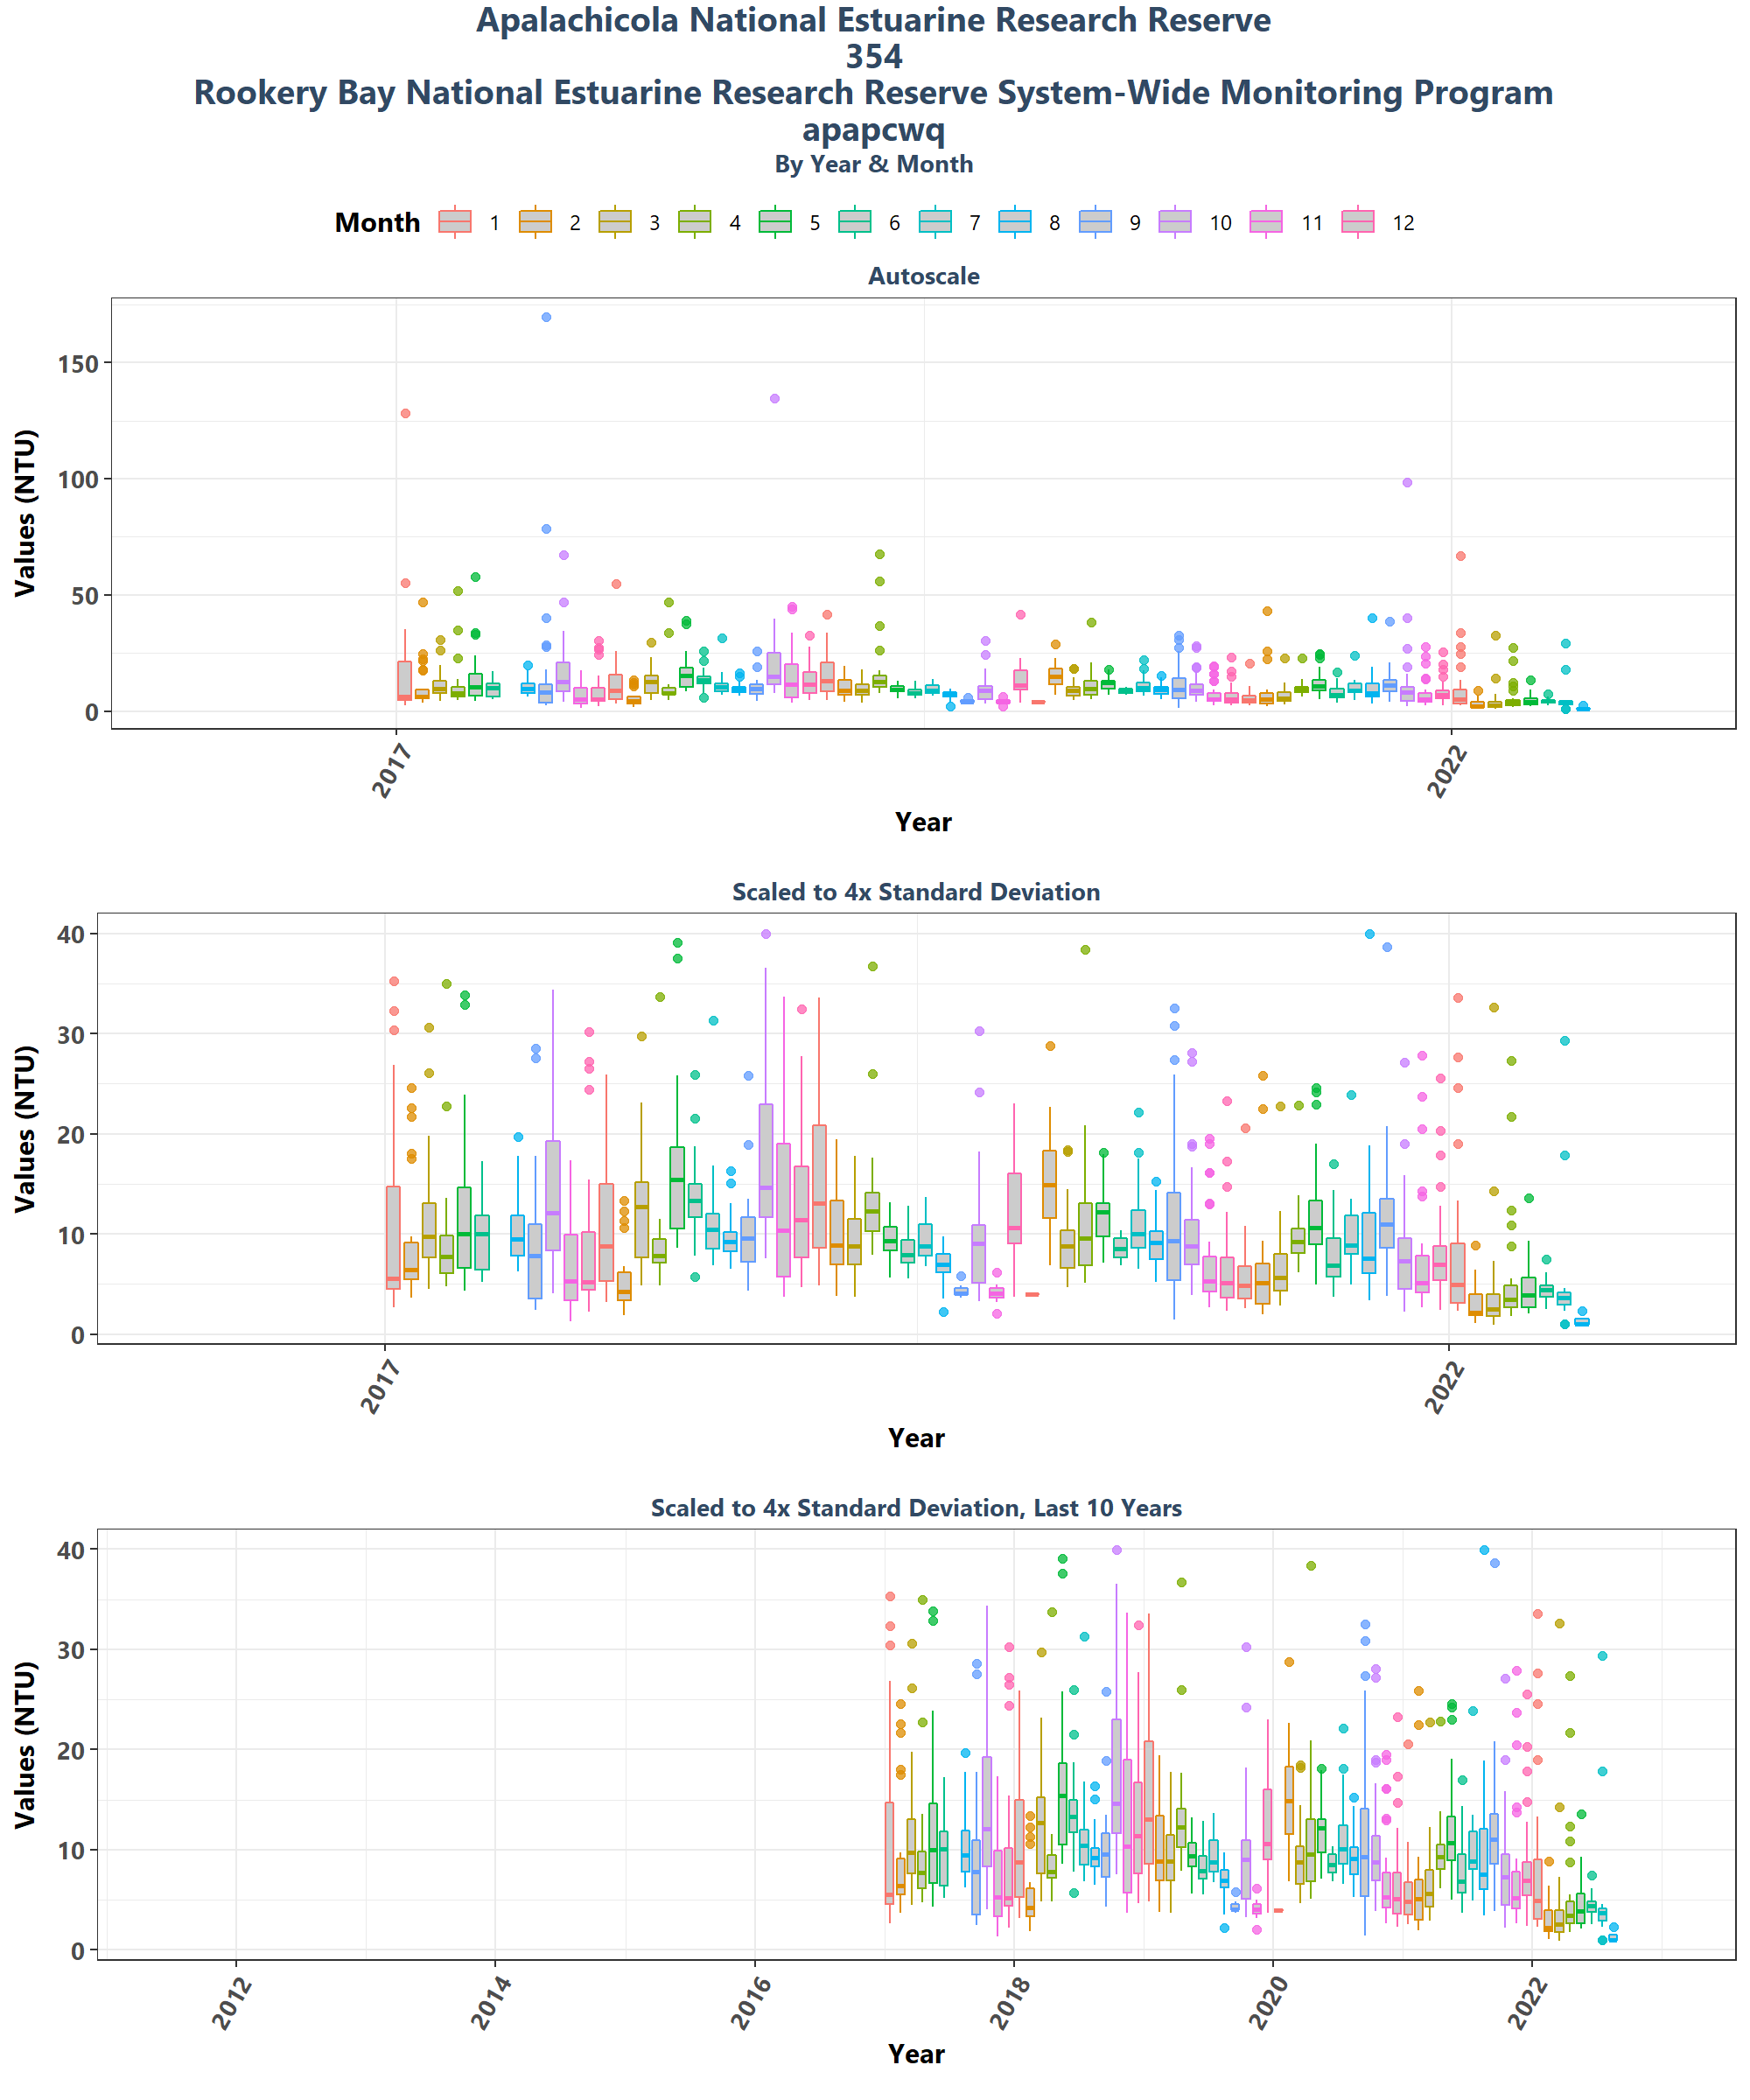 Apalachicola National Estuarine Research Reserve
354
Rookery Bay National Estuarine Research Reserve System-Wide Monitoring Program
apapcwq
By Year & Month
Month 1 2 3 4 5 6 7 8 9 10 11 12
Autoscale
Values (NTU)
150
100
50
0
2017 2022
Year
Scaled to 4x Standard Deviation
Values (NTU)
40
30
20
10
0
2017 2022
Year
Scaled to 4x Standard Deviation, Last 10 Years
Values (NTU)
40
30
20
10
0
2012 2014 2016 2018 2020 2022
Year